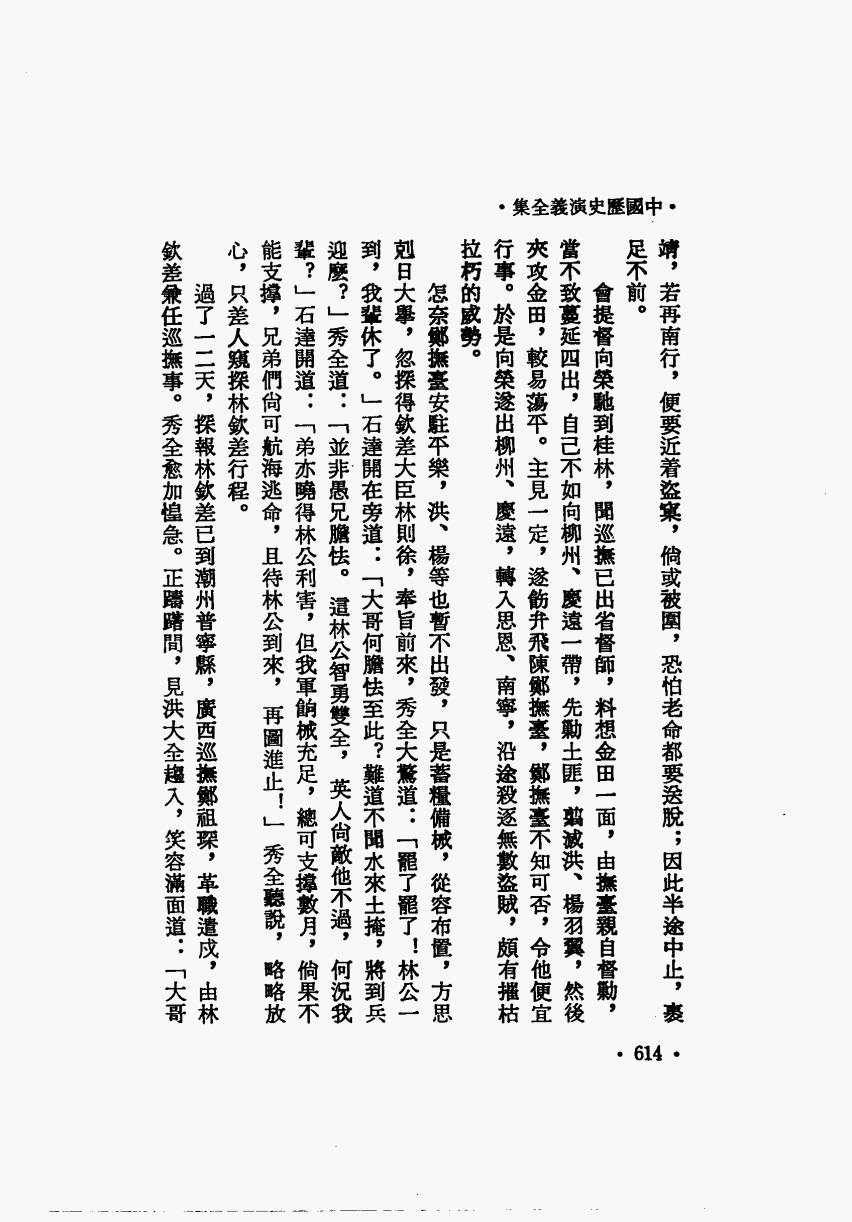 •中國歷史演義全集•
靖，若再南行，便要近着盜窠，倘或被圍，恐怕老命都要送脫；因此半途中止，裹
足不前。
會提督向榮馳到桂林，聞巡撫已出省督師，料想金田一面，由撫臺親自督勦，
當不致蔓延四出，自己不如向柳州、慶遠一帶，先勦土匪，翦滅洪、楊羽翼，然後
夾攻金田，較易蕩平。主見一定，遂飭弁飛陳鄭撫臺，鄭撫臺不知可否，令他便宜
行事。於是向榮遂出柳州、慶遠，轉入思恩、南寧，沿途殺逐無數盜賊，頗有摧枯
拉朽的威勢。
怎奈鄭撫臺安駐平樂，洪、楊等也暫不出發，只是蓄糧備械，從容布置，方思
剋日大舉，忽探得欽差大臣林則徐，奉旨前來，秀全大驚道：「罷了罷了！林公一
到，我輩休了。」石達開在旁道：「大哥何膽怯至此？難道不聞水來土掩，將到兵
迎麽？」秀全道：「並非愚兄膽怯。這林公智勇雙全，英人尙敵他不過，何況我
輩？」石達開道：「弟亦曉得林公利害，但我軍餉械充足，總可支撐數月，倘果不
能支撐，兄弟們尙可航海逃命，且待林公到來，再圖進止！」秀全聽說，略略放
心，只差人窺探林欽差行程。
過了一二天，探報林欽差已到潮州普寧縣，廣西巡撫鄭祖琛，革職遣戍，由林
欽差兼任巡撫事。秀全愈加惶急。正躊躇間，見洪大全趨入，笑容滿面道：「大哥
•614•